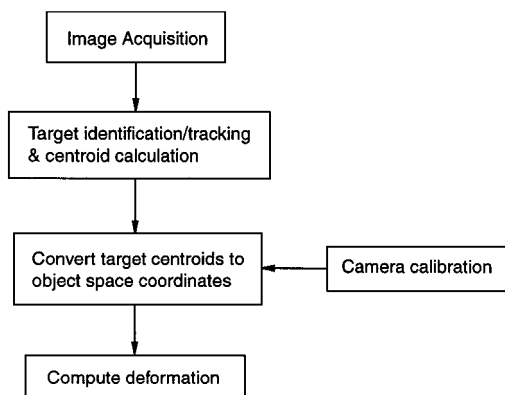 Image Acquisition
Target identification/tracking
& centroid calculation
Convert target centroids to
object space coordinates
Camera calibration
Compute deformation